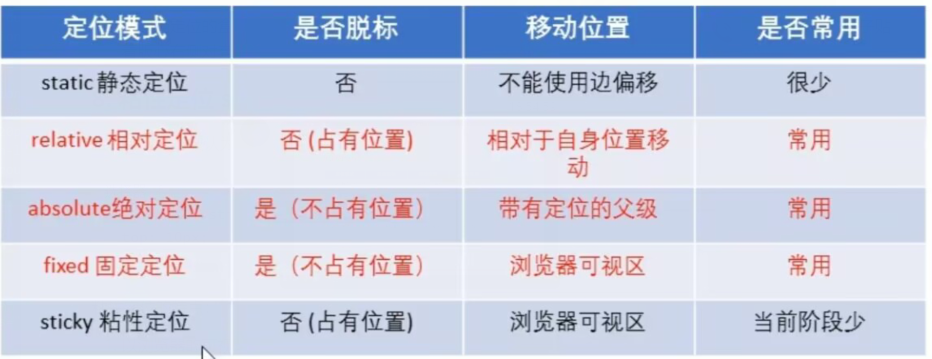 定位模式 是否脱标 移动位置 是否常用
static 静态定位 否 不能使用边偏移 很少
relative 相对定位 否 (占有位置) 相对于自身位置移动 常用
absolute绝对定位 是（不占有位置） 带有定位的父级 常用
fixed 固定定位 是（不占有位置） 浏览器可视区 常用
sticky 粘性定位 否 (占有位置) 浏览器可视区 当前阶段少